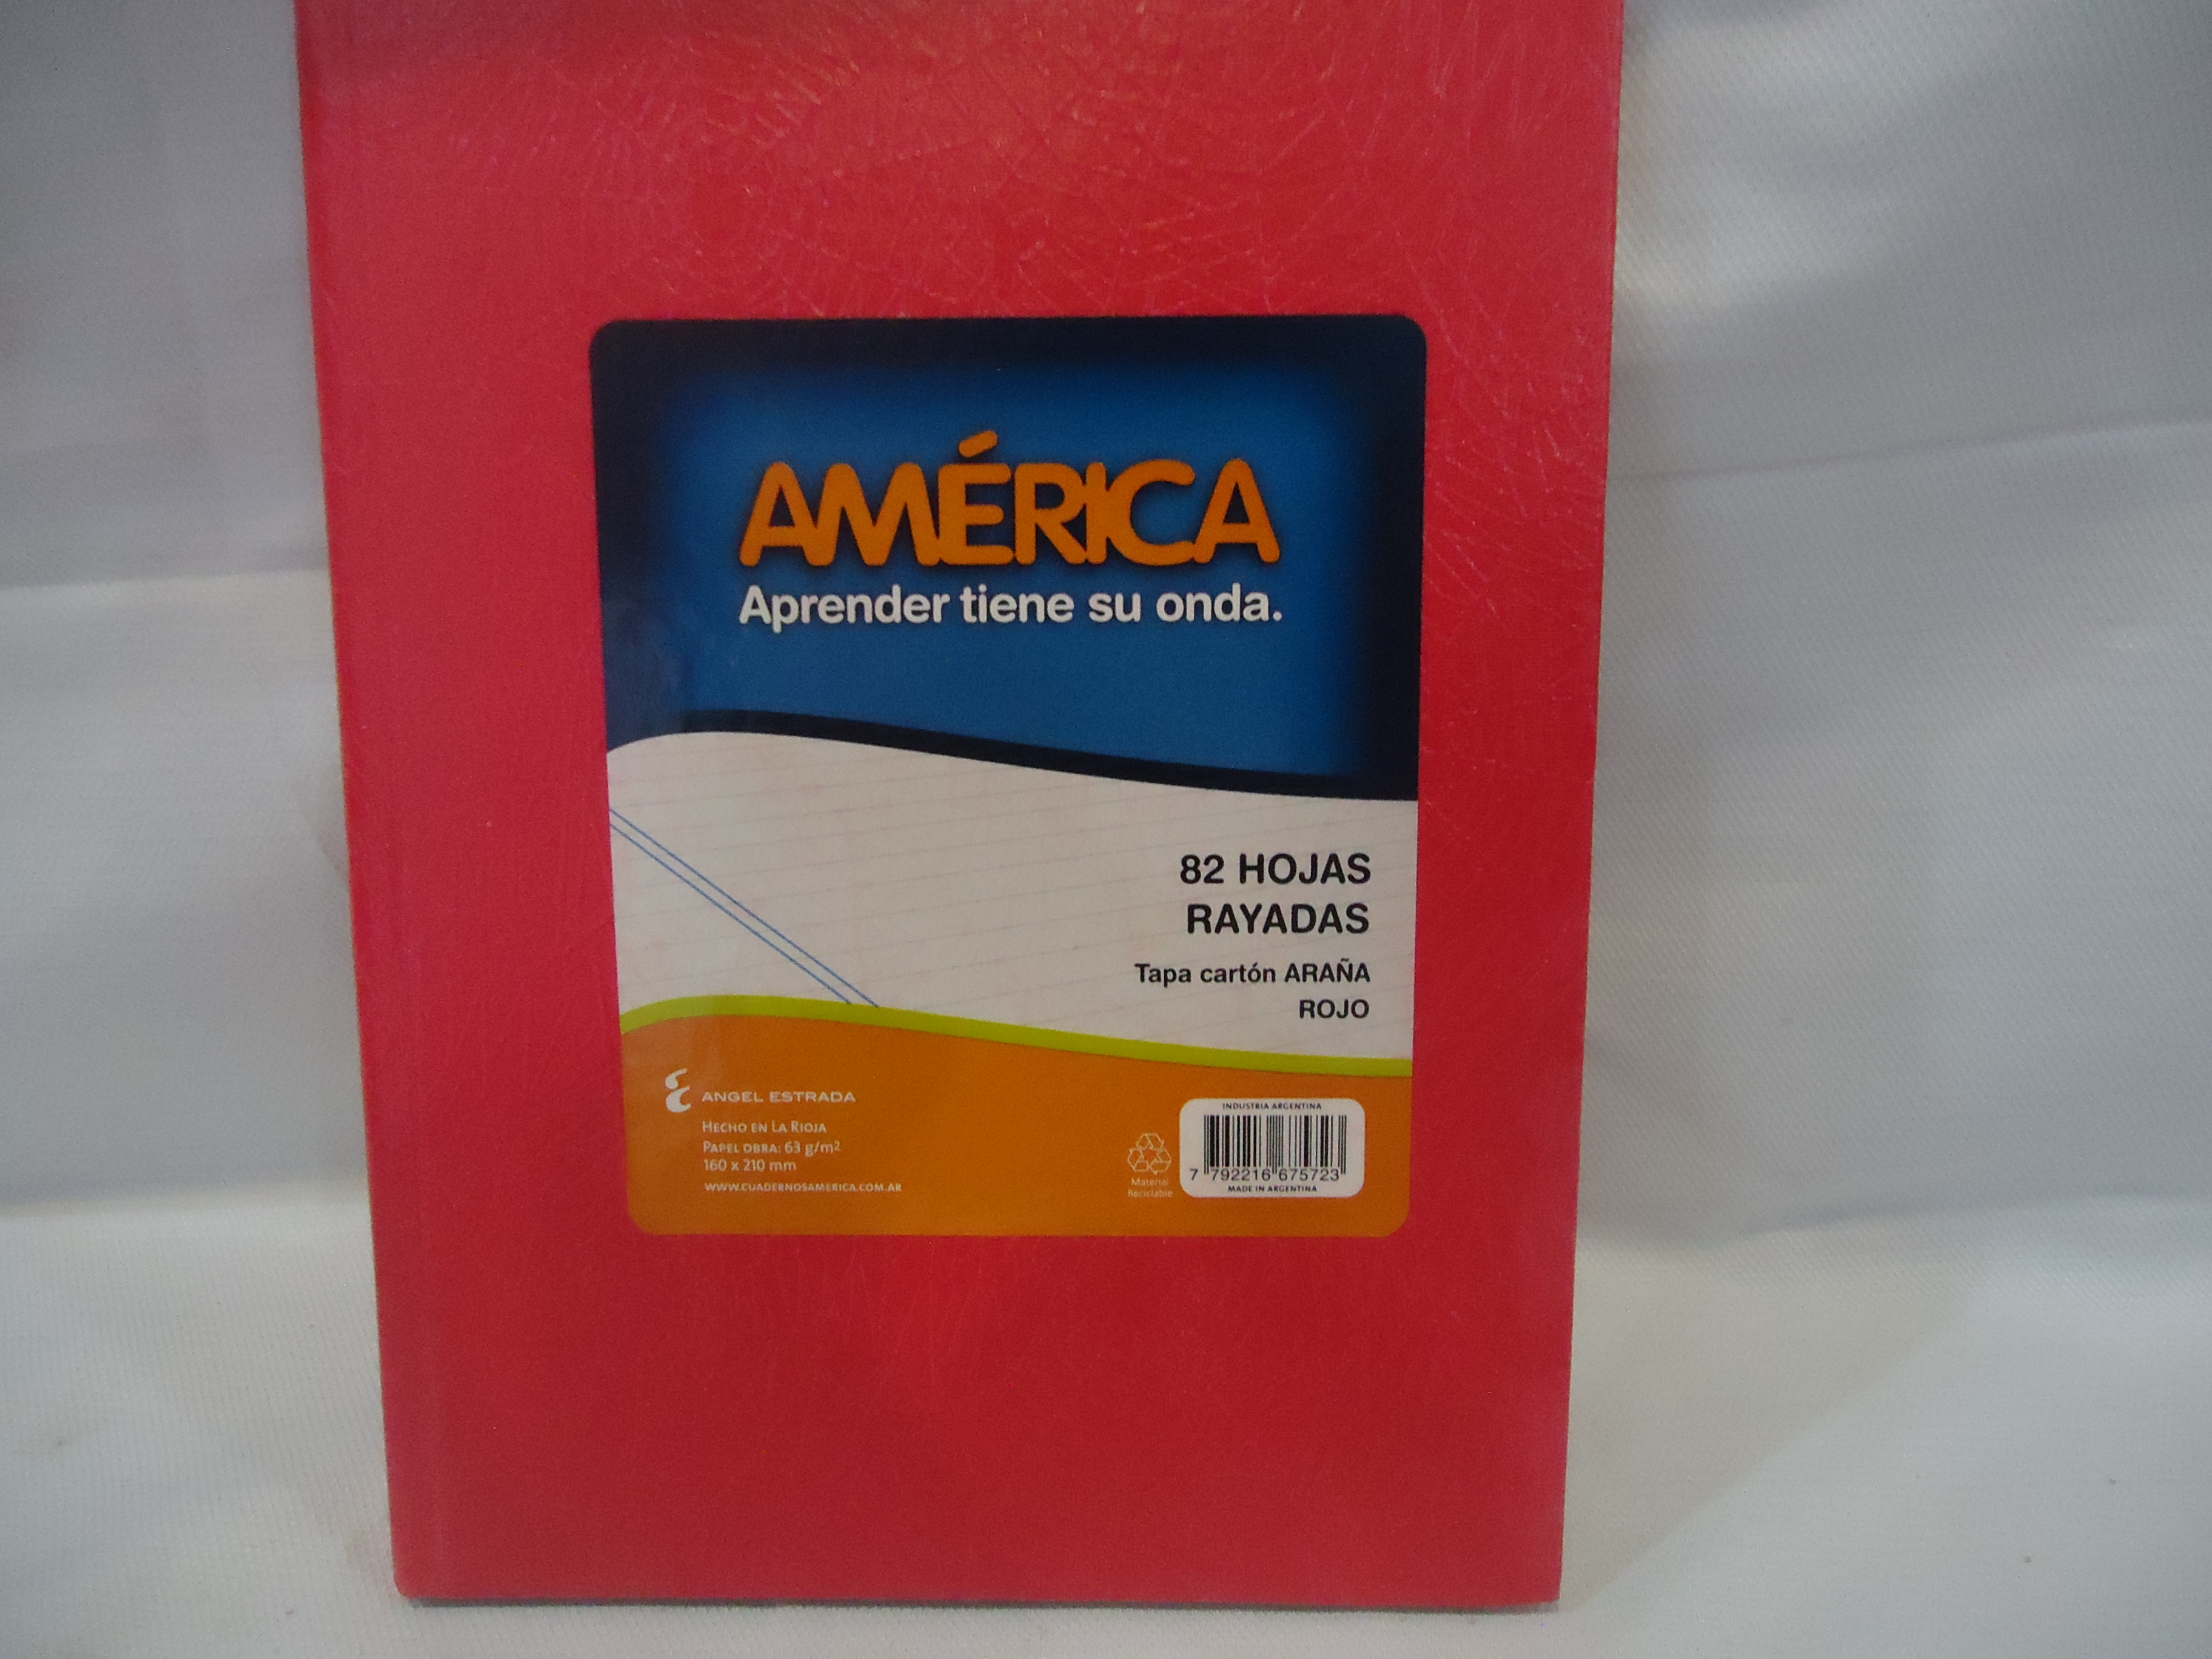 AMÉRICA
Aprender tiene su onda.
82 HOJAS
RAYADAS
Tapa cartón ARAÑA
ROJO
ANGEL ESTRADA
HECHO EN LA RIOJA
PAPEL OBRA: 63 g/m²
160 x 210 mm
WWW.CUADERNOSAMERICA.COM.AR
Material
Reciclable
INDUSTRIA ARGENTINA
7 792216 675723
MADE IN ARGENTINA